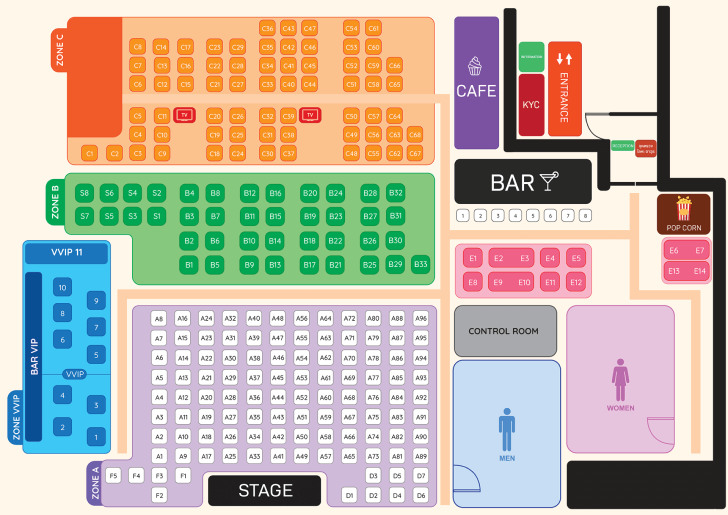 ZONE C
C36 C43 C47 C54 C61
C8 C14 C17 C23 C29 C35 C42 C46 C53 C60
C7 C13 C16 C22 C28 C34 C41 C45 C52 C59 C66
C6 C12 C15 C21 C27 C33 C40 C44 C51 C58 C65
C5 C11 TV C20 C26 C32 C39 TV C50 C57 C64
C4 C10 C19 C25 C31 C38 C49 C56 C63 C68
C1 C2 C3 C9 C18 C24 C30 C37 C48 C55 C62 C67
CAFE
INFORMATION
KYC
ENTRANCE
RECEPTION
BAR
1 2 3 4 5 6 7 8
POP CORN
E6 E7
E13 E14
E1 E2 E3 E4 E5
E8 E9 E10 E11 E12
ZONE B
S8 S6 S4 S2 B4 B8 B12 B16 B20 B24 B28 B32
S7 S5 S3 S1 B3 B7 B11 B15 B19 B23 B27 B31
B2 B6 B10 B14 B18 B22 B26 B30
B1 B5 B9 B13 B17 B21 B25 B29 B33
VVIP 11
BAR VIP
10
9
8
7
6
5
VVIP
4
3
2
1
ZONE VVIP
A8 A16 A24 A32 A40 A48 A56 A64 A72 A80 A88 A96
A7 A15 A23 A31 A39 A47 A55 A63 A71 A79 A87 A95
A6 A14 A22 A30 A38 A46 A54 A62 A70 A78 A86 A94
A5 A13 A21 A29 A37 A45 A53 A61 A69 A77 A85 A93
A4 A12 A20 A28 A36 A44 A52 A60 A68 A76 A84 A92
A3 A11 A19 A27 A35 A43 A51 A59 A67 A75 A83 A91
A2 A10 A18 A26 A34 A42 A50 A58 A66 A74 A82 A90
A1 A9 A17 A25 A33 A41 A49 A57 A65 A73 A81 A89
ZONE A
F5 F4 F3 F1 D3 D5 D7
F2 D1 D2 D4 D6
STAGE
CONTROL ROOM
MEN
WOMEN